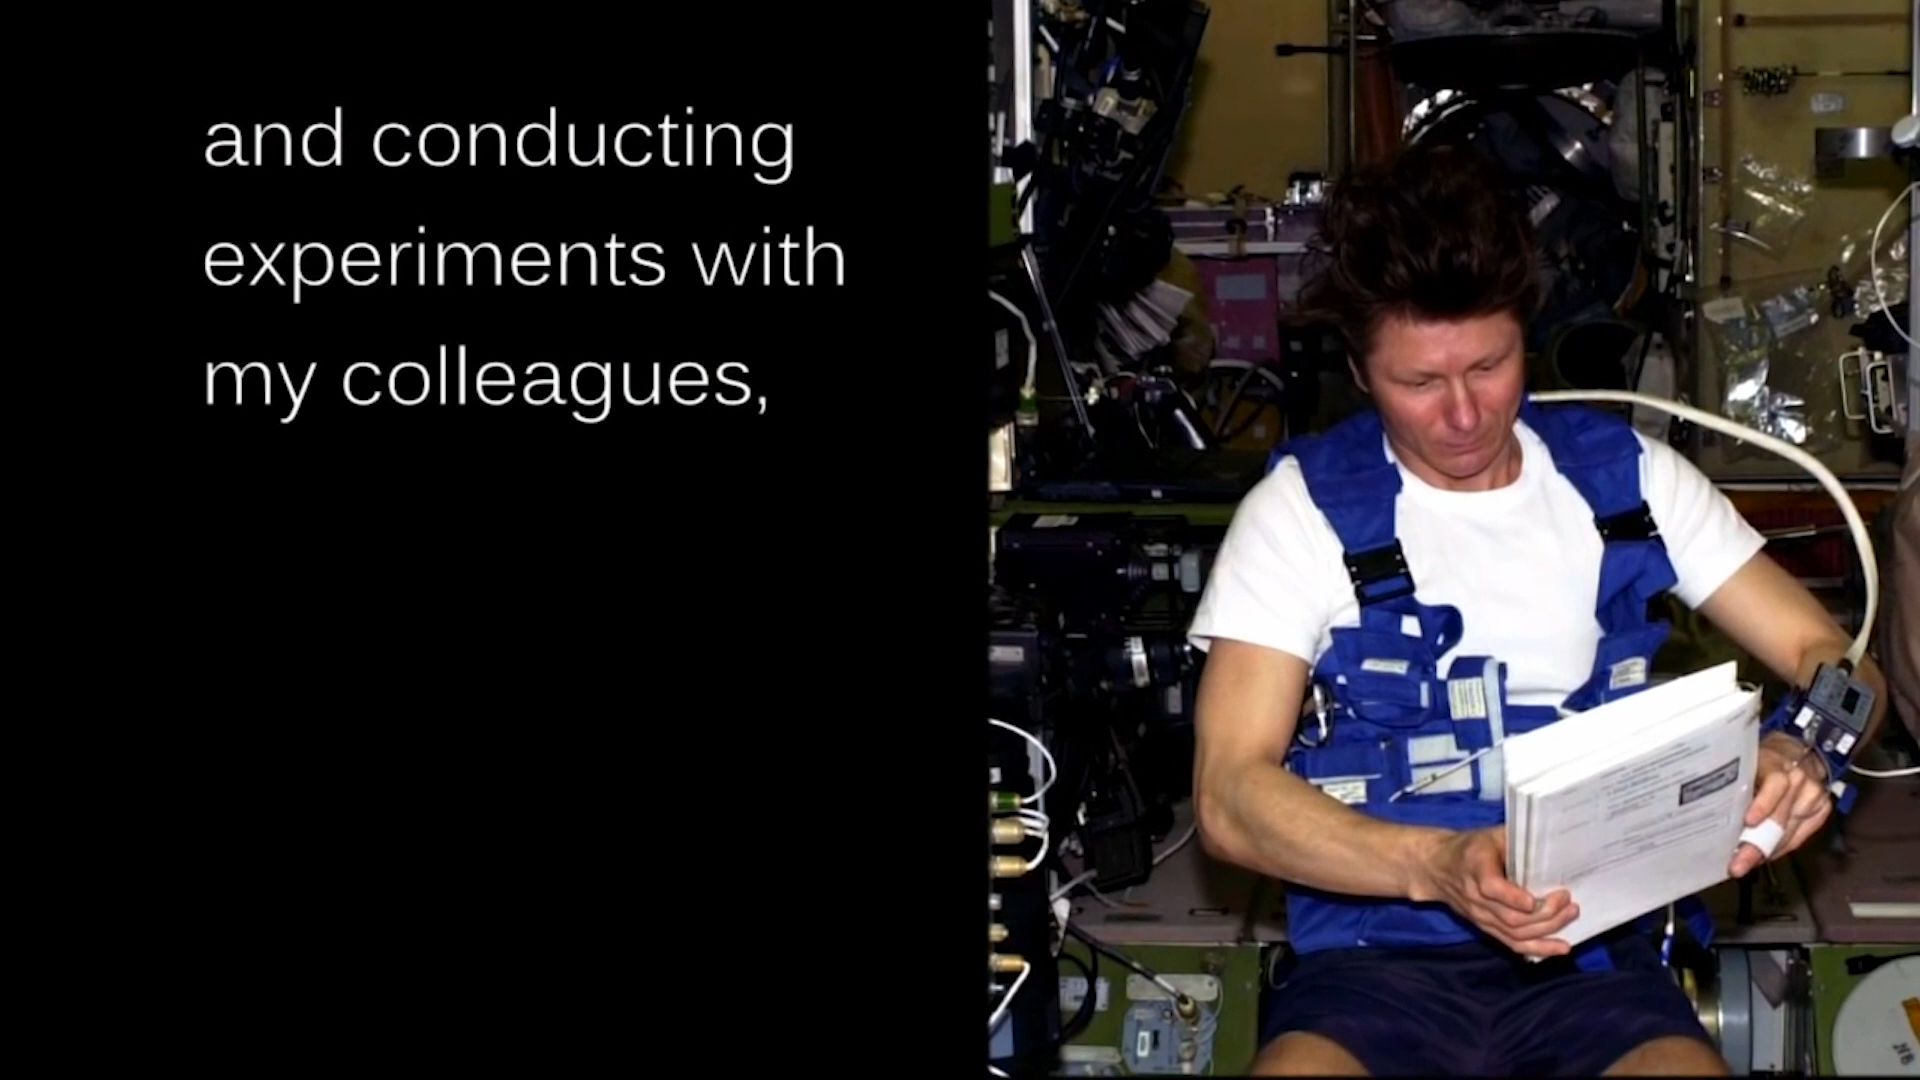 and conducting
experiments with
my colleagues,